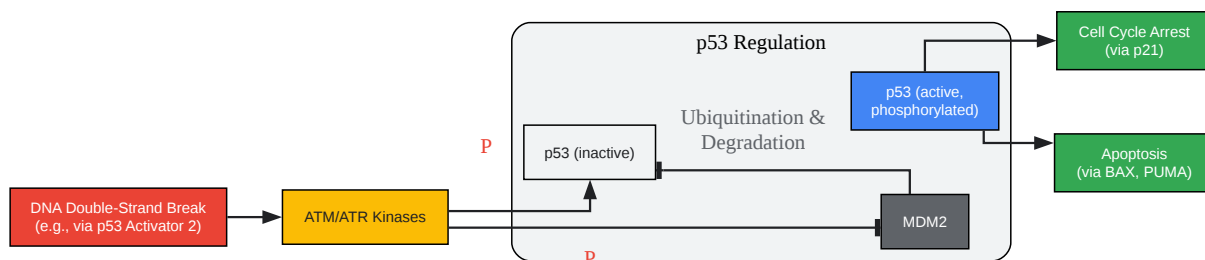 p53 Regulation
Cell Cycle Arrest
(via p21)
p53 (active,
phosphorylated)
Ubiquitination &
Degradation
P
p53 (inactive)
Apoptosis
(via BAX, PUMA)
DNA Double-Strand Break
(e.g., via p53 Activator 2)
ATM/ATR Kinases
MDM2
P